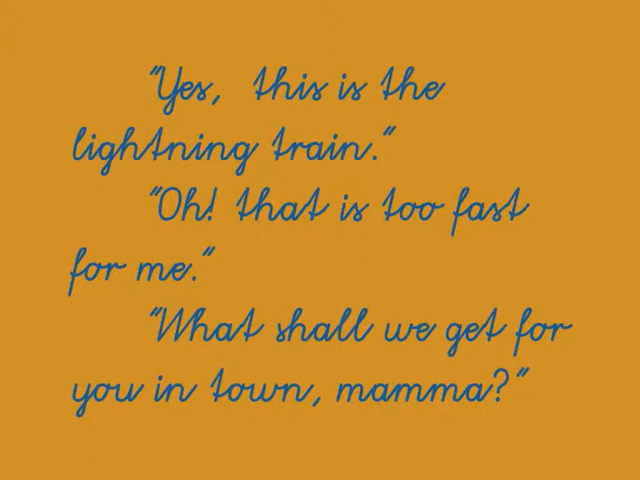 "Yes, this is the
lightning train."
"Oh! that is too fast
for me."
"What shall we get for
you in town, mamma?"